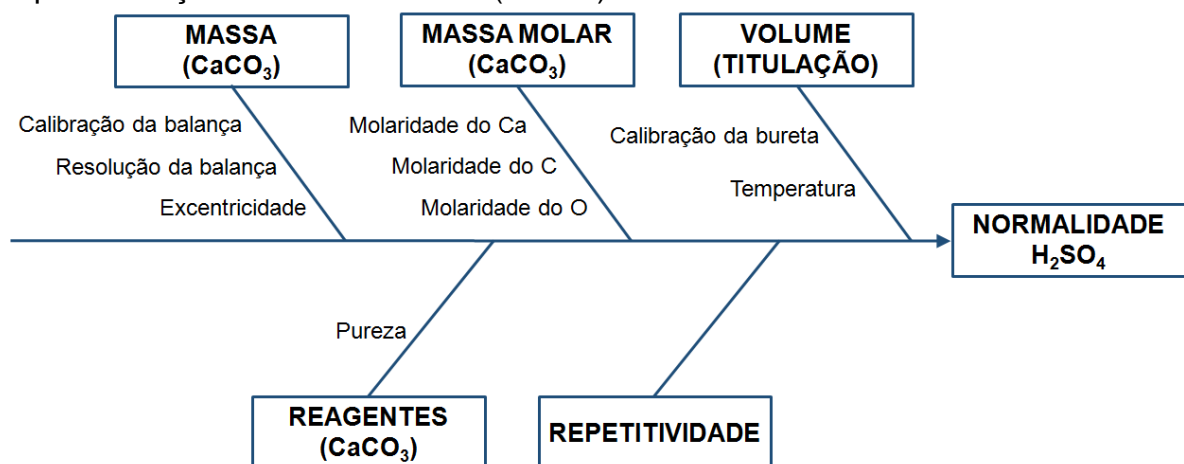 MASSA
(CaCO₃)
MASSA MOLAR
(CaCO₃)
VOLUME
(TITULAÇÃO)
Calibração da balança
Resolução da balança
Excentricidade
Molaridade do Ca
Molaridade do C
Molaridade do O
Calibração da bureta
Temperatura
NORMALIDADE
H₂SO₄
Pureza
REAGENTES
(CaCO₃)
REPETITIVIDADE